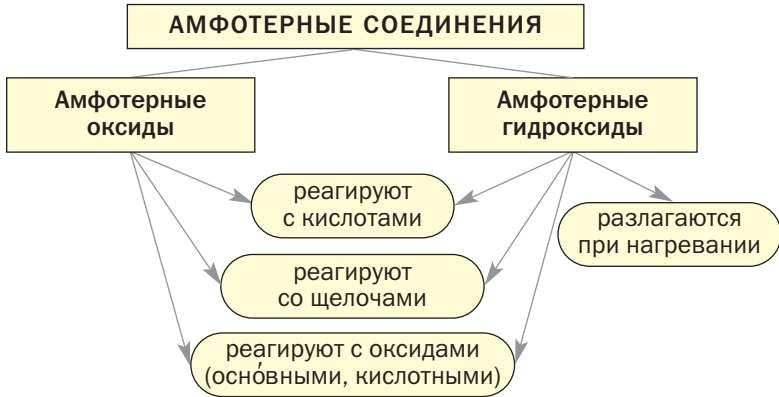 АМФОТЕРНЫЕ СОЕДИНЕНИЯ
Амфотерные
оксиды
Амфотерные
гидроксиды
реагируют
с кислотами
разлагаются
при нагревании
реагируют
со щелочами
реагируют с оксидами
(осно́вными, кислотными)